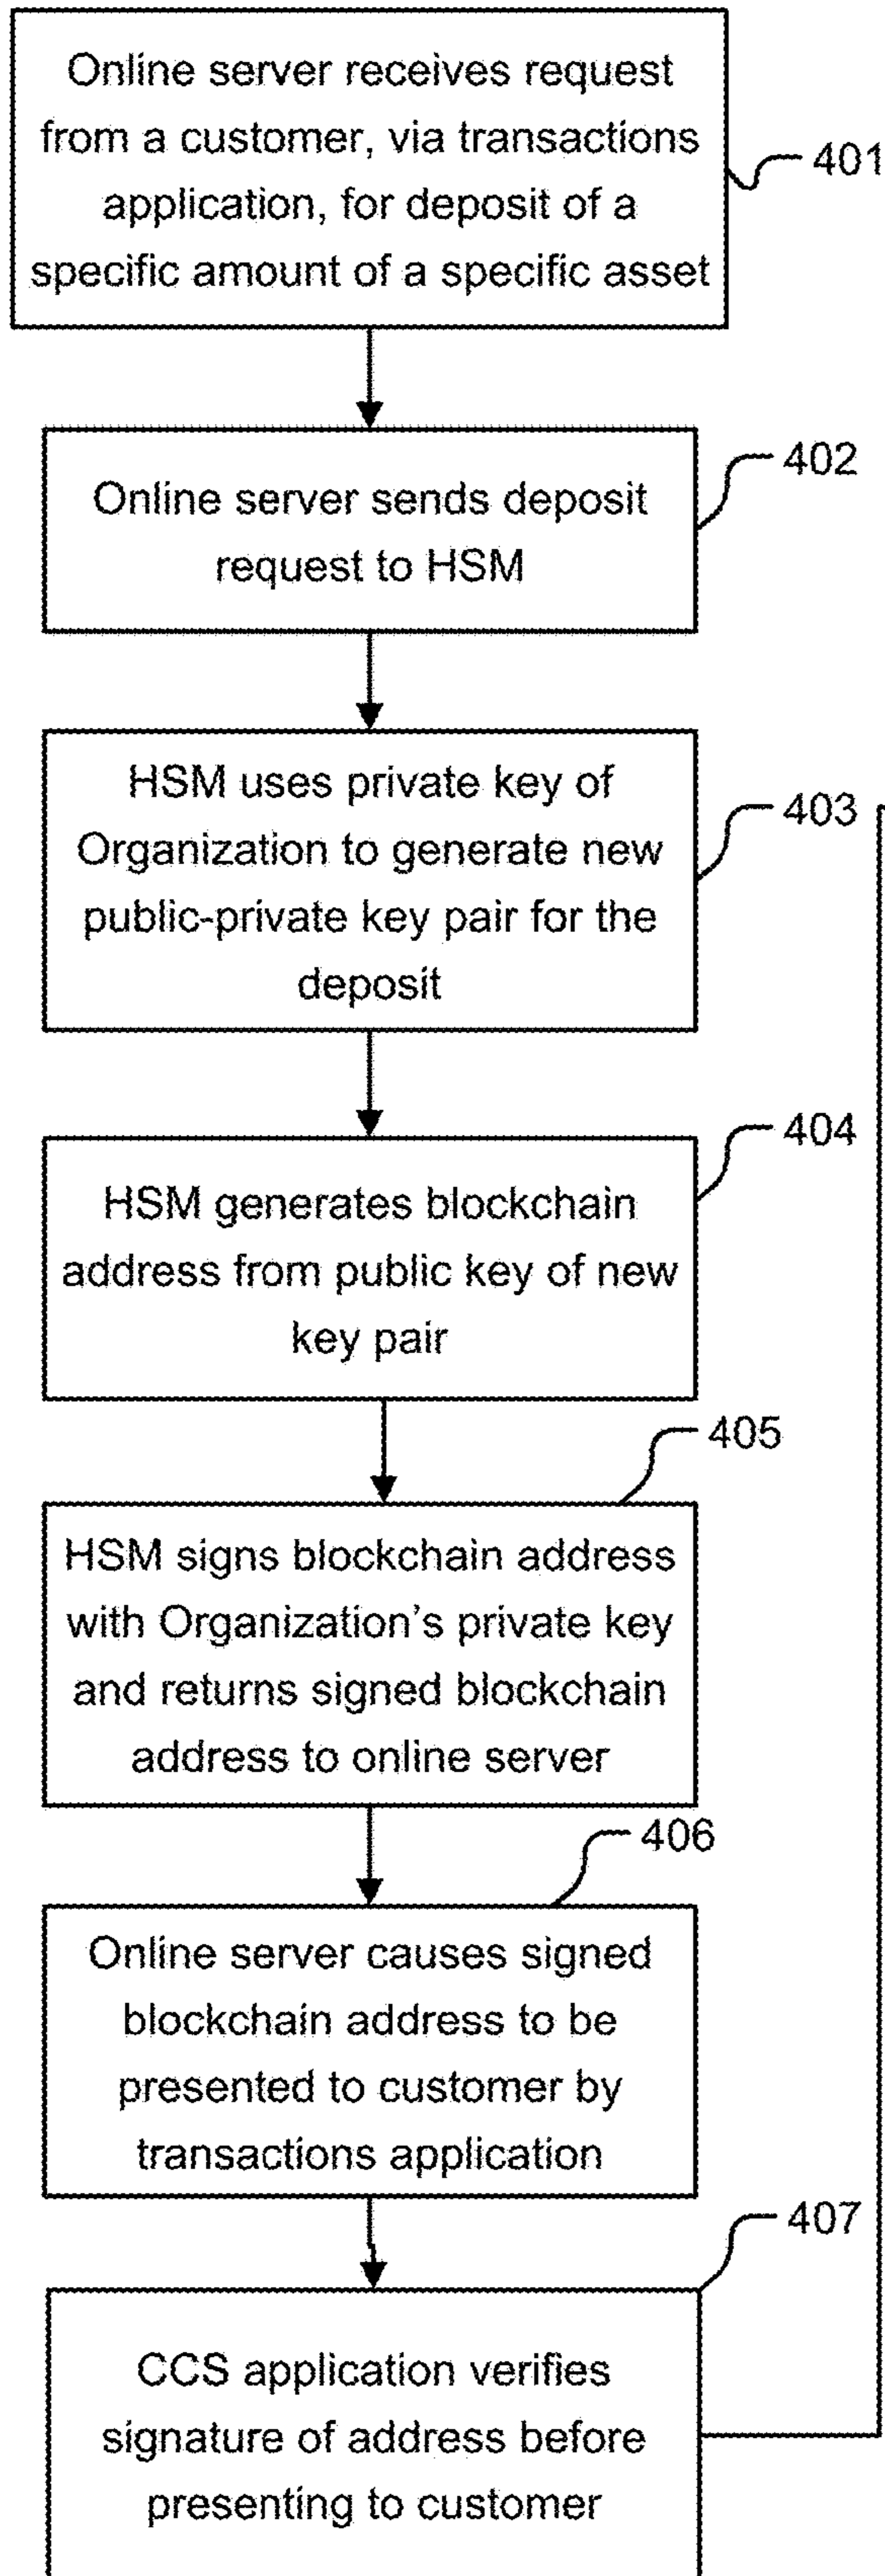 Online server receives request
from a customer, via transactions
application, for deposit of a
specific amount of a specific asset
401
Online server sends deposit
request to HSM
402
HSM uses private key of
Organization to generate new
public-private key pair for the
deposit
403
HSM generates blockchain
address from public key of new
key pair
404
405
HSM signs blockchain address
with Organization's private key
and returns signed blockchain
address to online server
406
Online server causes signed
blockchain address to be
presented to customer by
transactions application
407
CCS application verifies
signature of address before
presenting to customer